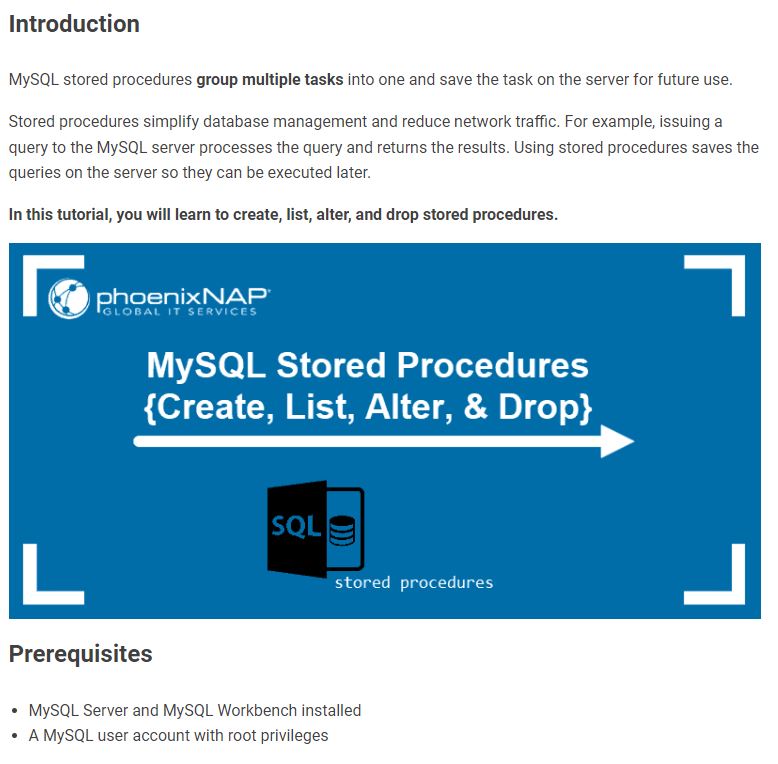 Introduction
MySQL stored procedures group multiple tasks into one and save the task on the server for future use.
Stored procedures simplify database management and reduce network traffic. For example, issuing a
query to the MySQL server processes the query and returns the results. Using stored procedures saves the
queries on the server so they can be executed later.
In this tutorial, you will learn to create, list, alter, and drop stored procedures.
phoenixNAP
GLOBAL IT SERVICES
MySQL Stored Procedures
{Create, List, Alter, & Drop}
SQL
stored procedures
Prerequisites
• MySQL Server and MySQL Workbench installed
• A MySQL user account with root privileges